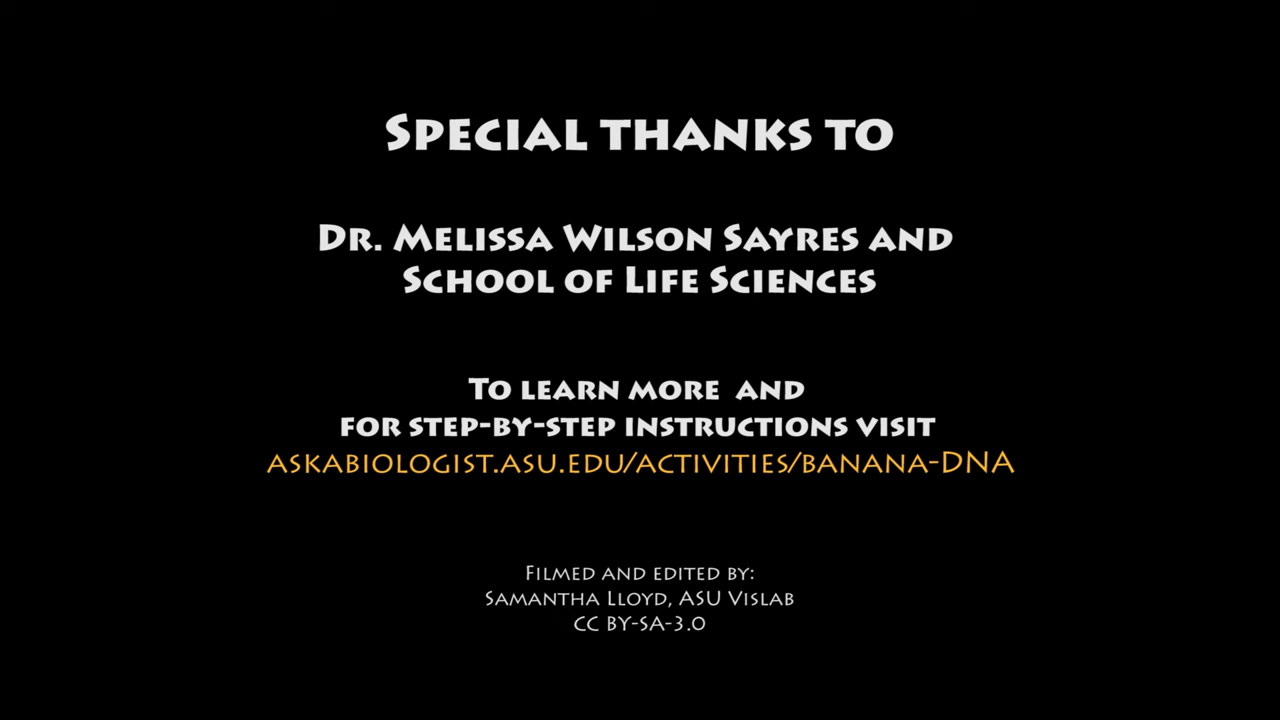 Special thanks to
Dr. Melissa Wilson Sayres and
School of Life Sciences
To learn more and
for step-by-step instructions visit
askabiologist.asu.edu/activities/banana-DNA
Filmed and edited by:
Samantha Lloyd, ASU Vislab
CC BY-SA-3.0